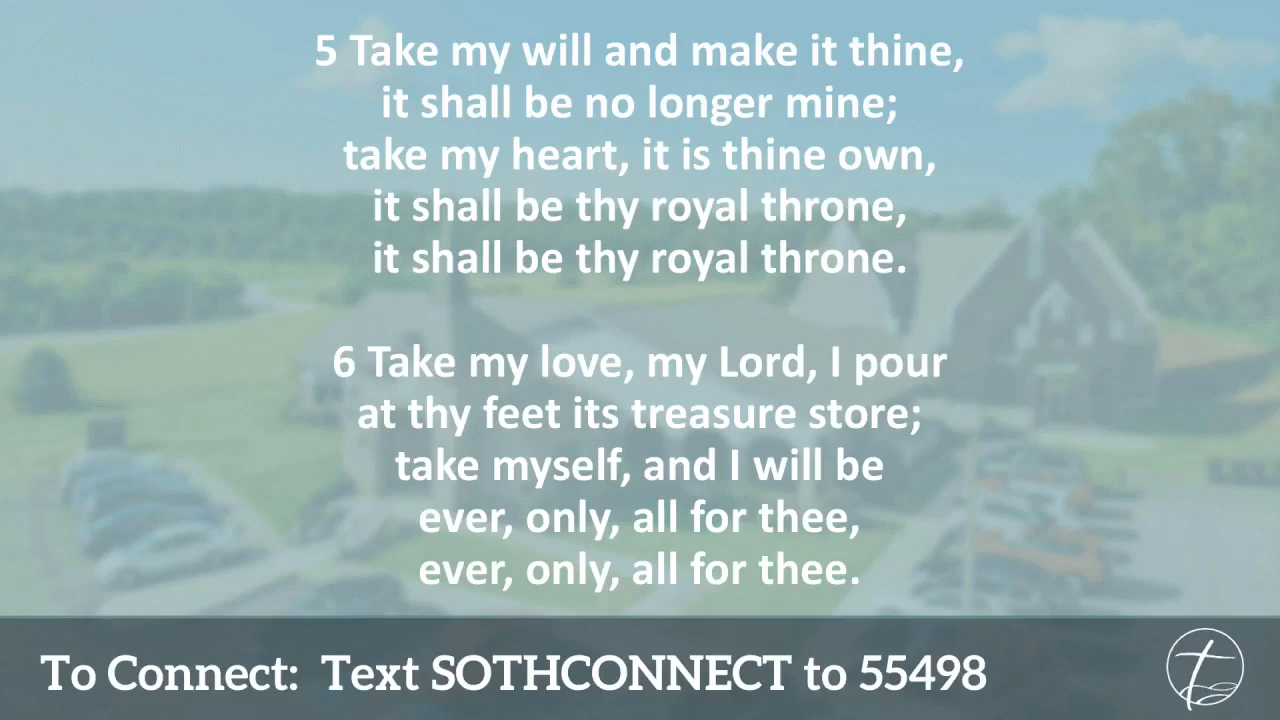 5 Take my will and make it thine,
it shall be no longer mine;
take my heart, it is thine own,
it shall be thy royal throne,
it shall be thy royal throne.
6 Take my love, my Lord, I pour
at thy feet its treasure store;
take myself, and I will be
ever, only, all for thee,
ever, only, all for thee.
To Connect: Text SOTHCONNECT to 55498